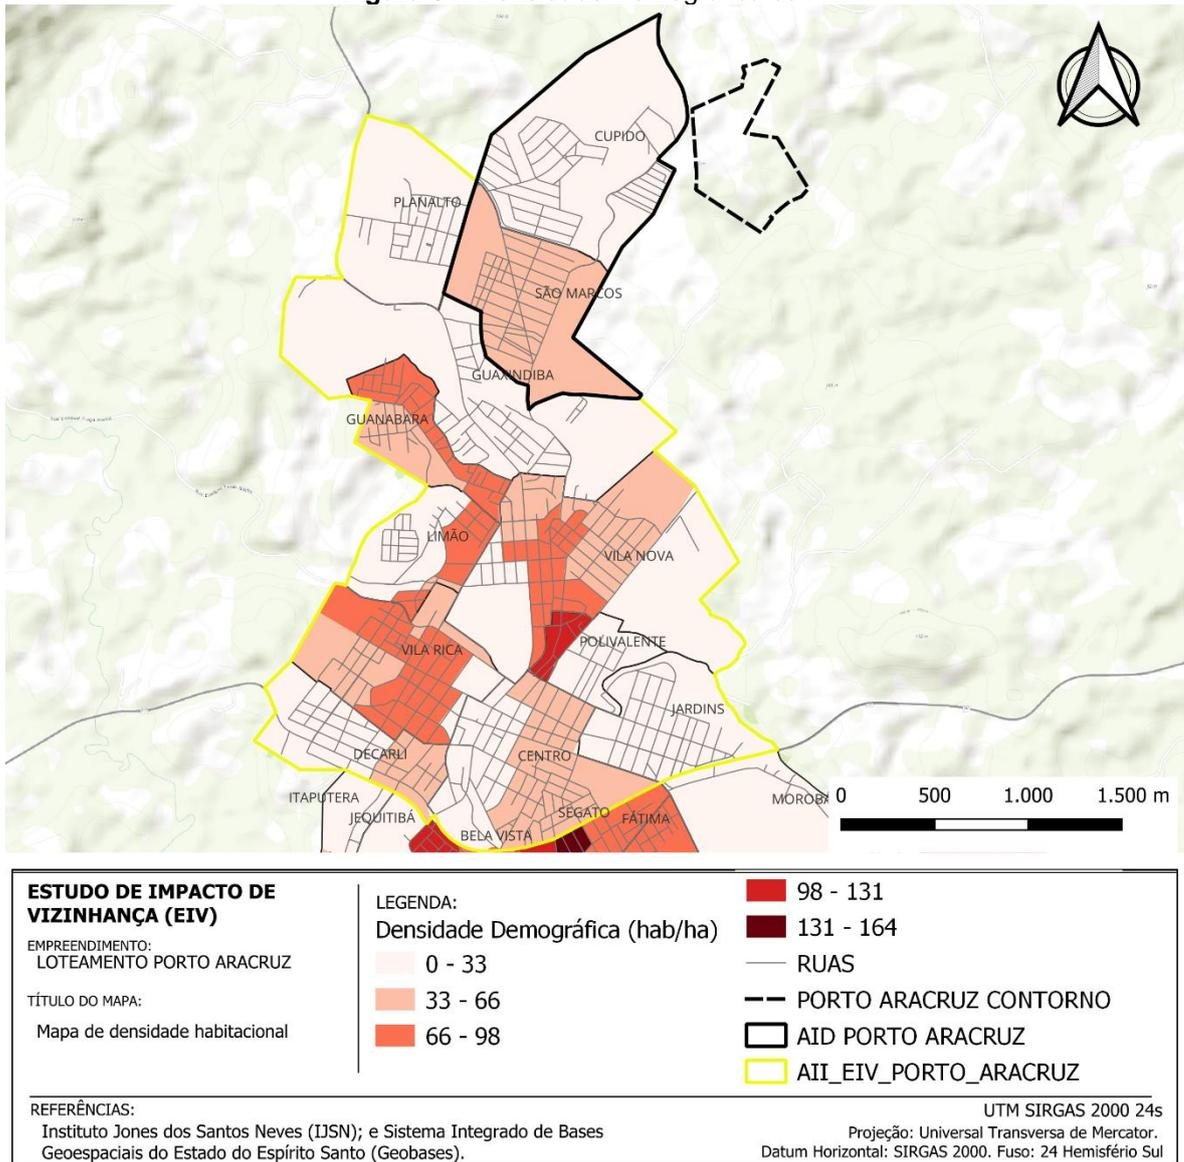 CUPIDO
PLANALTO
SÃO MARCOS
GUAXINDIBA
GUANABARA
LIMÃO
VILA NOVA
POLIVALENTE
VILA RICA
JARDINS
DECARLI
CENTRO
ITAPUTERA
MOROBÁ
SEGATO
JEQUITIBÁ
FÁTIMA
BELA VISTA
0 500 1.000 1.500 m
ESTUDO DE IMPACTO DE
VIZINHANÇA (EIV)
EMPREENDIMENTO:
LOTEAMENTO PORTO ARACRUZ
TÍTULO DO MAPA:
Mapa de densidade habitacional
LEGENDA:
Densidade Demográfica (hab/ha)
0 - 33
33 - 66
66 - 98
98 - 131
131 - 164
RUAS
PORTO ARACRUZ CONTORNO
AID PORTO ARACRUZ
AII_EIV_PORTO_ARACRUZ
REFERÊNCIAS:
Instituto Jones dos Santos Neves (IJSN); e Sistema Integrado de Bases
Geoespaciais do Estado do Espírito Santo (Geobases).
UTM SIRGAS 2000 24s
Projeção: Universal Transversa de Mercator.
Datum Horizontal: SIRGAS 2000. Fuso: 24 Hemisfério Sul